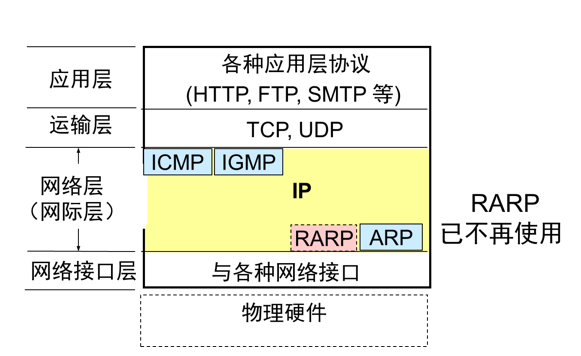 应用层
各种应用层协议
(HTTP, FTP, SMTP 等)
运输层
TCP, UDP
ICMP
IGMP
网络层
（网际层）
IP
RARP
ARP
RARP
已不再使用
网络接口层
与各种网络接口
物理硬件